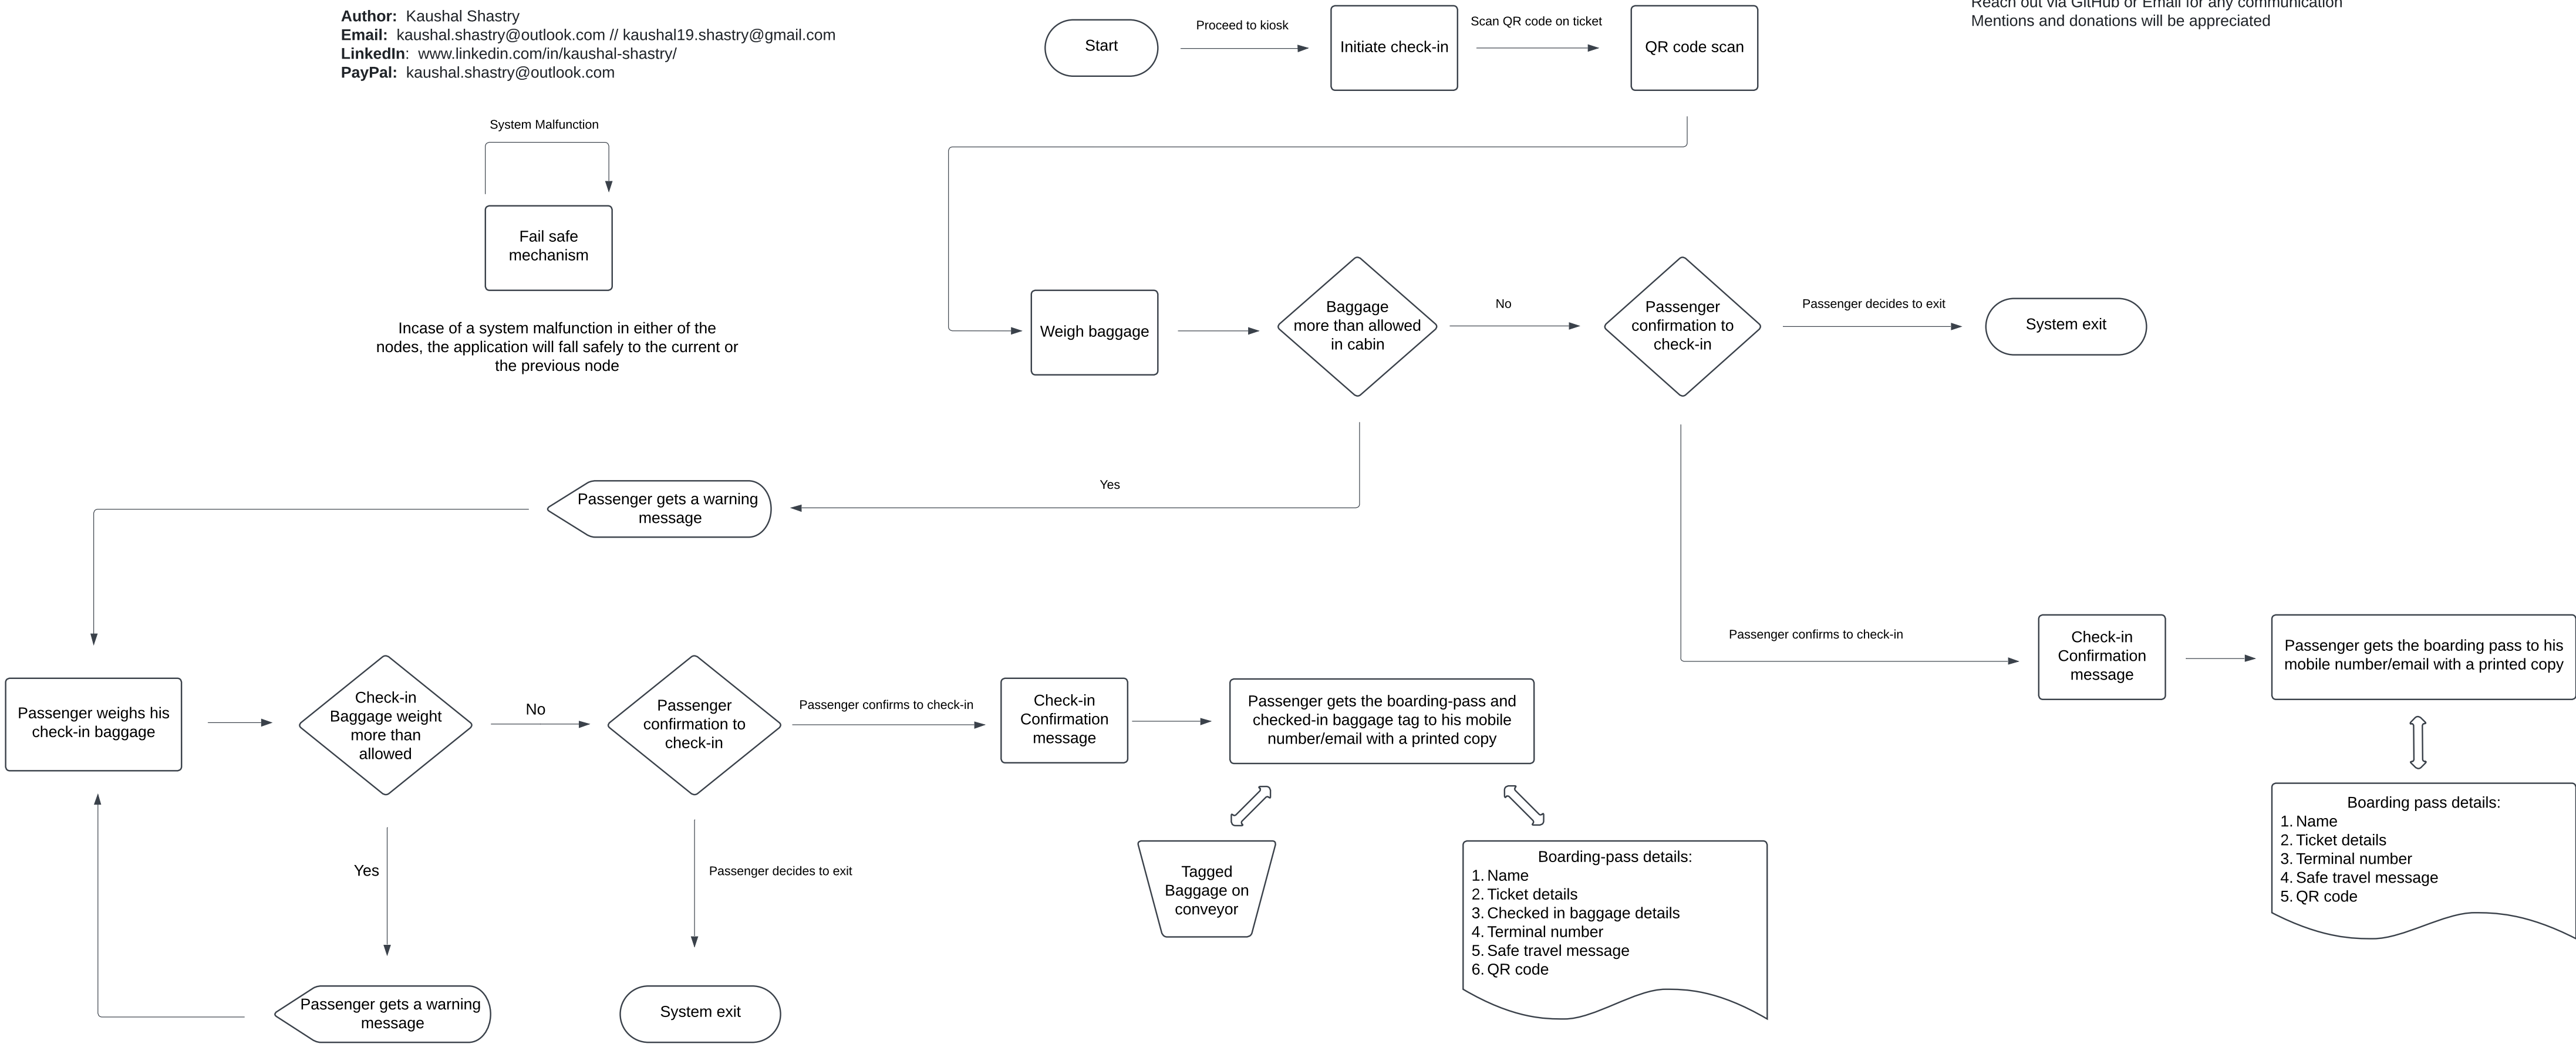 Author: Kaushal Shastry
Email: kaushal.shastry@outlook.com // kaushal19.shastry@gmail.com
LinkedIn: www.linkedin.com/in/kaushal-shastry/
PayPal: kaushal.shastry@outlook.com
Reach out via GitHub or Email for any communication
Mentions and donations will be appreciated
Start
Proceed to kiosk
Initiate check-in
Scan QR code on ticket
QR code scan
System Malfunction
Fail safe
mechanism
Incase of a system malfunction in either of the
nodes, the application will fall safely to the current or
the previous node
Weigh baggage
Baggage
more than allowed
in cabin
No
Passenger
confirmation to
check-in
Passenger decides to exit
System exit
Yes
Passenger gets a warning
message
Passenger confirms to check-in
Check-in
Confirmation
message
Passenger gets the boarding pass to his
mobile number/email with a printed copy
Boarding pass details:
1. Name
2. Ticket details
3. Terminal number
4. Safe travel message
5. QR code
Passenger weighs his
check-in baggage
Check-in
Baggage weight
more than
allowed
No
Passenger
confirmation to
check-in
Passenger confirms to check-in
Check-in
Confirmation
message
Passenger gets the boarding-pass and
checked-in baggage tag to his mobile
number/email with a printed copy
Yes
Passenger decides to exit
Tagged
Baggage on
conveyor
Boarding-pass details:
1. Name
2. Ticket details
3. Checked in baggage details
4. Terminal number
5. Safe travel message
6. QR code
Passenger gets a warning
message
System exit